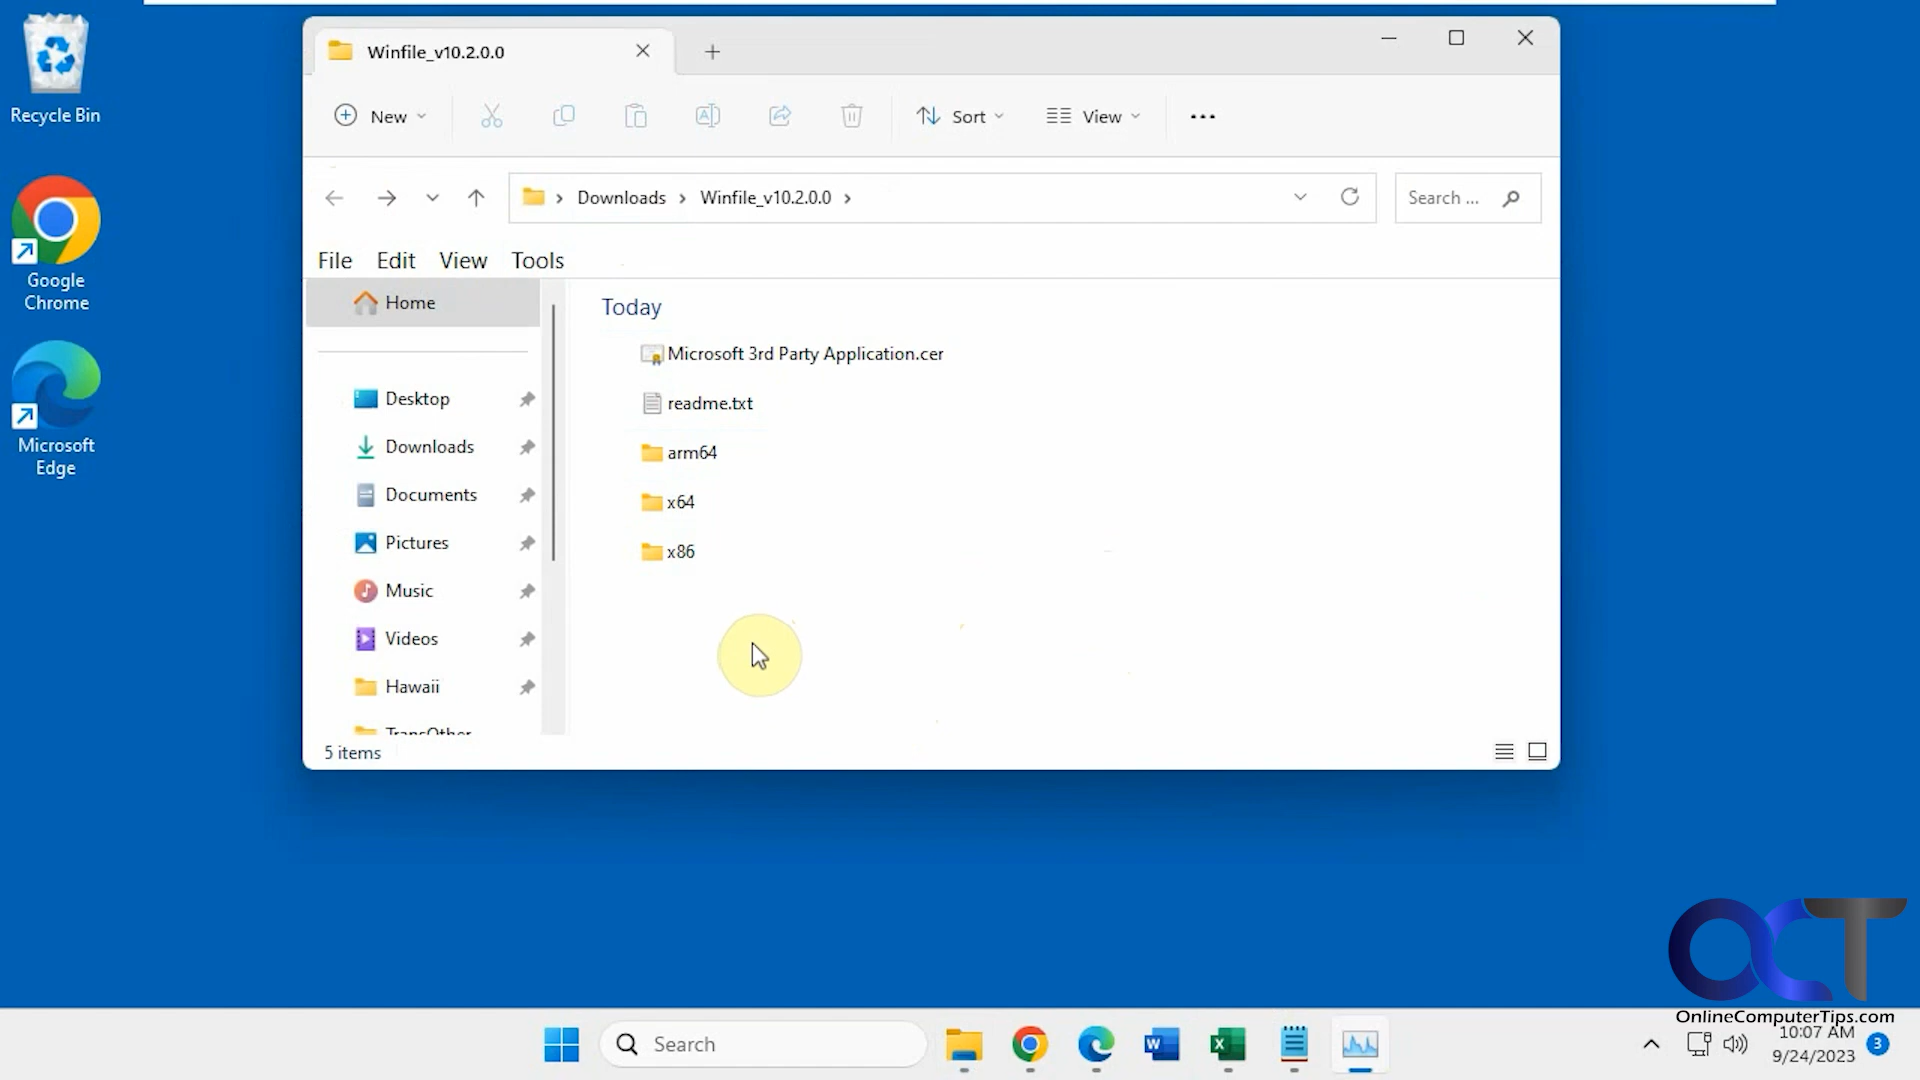 Recycle Bin
Google
Chrome
Microsoft
Edge
Winfile_v10.2.0.0
New
Sort
View
Downloads
Winfile_v10.2.0.0
Search ...
File Edit View Tools
Home
Desktop
Downloads
Documents
Pictures
Music
Videos
Hawaii
TransOther
Today
Microsoft 3rd Party Application.cer
readme.txt
arm64
x64
x86
5 items
OCT
OnlineComputerTips.com
Search
10:07 AM
9/24/2023
3